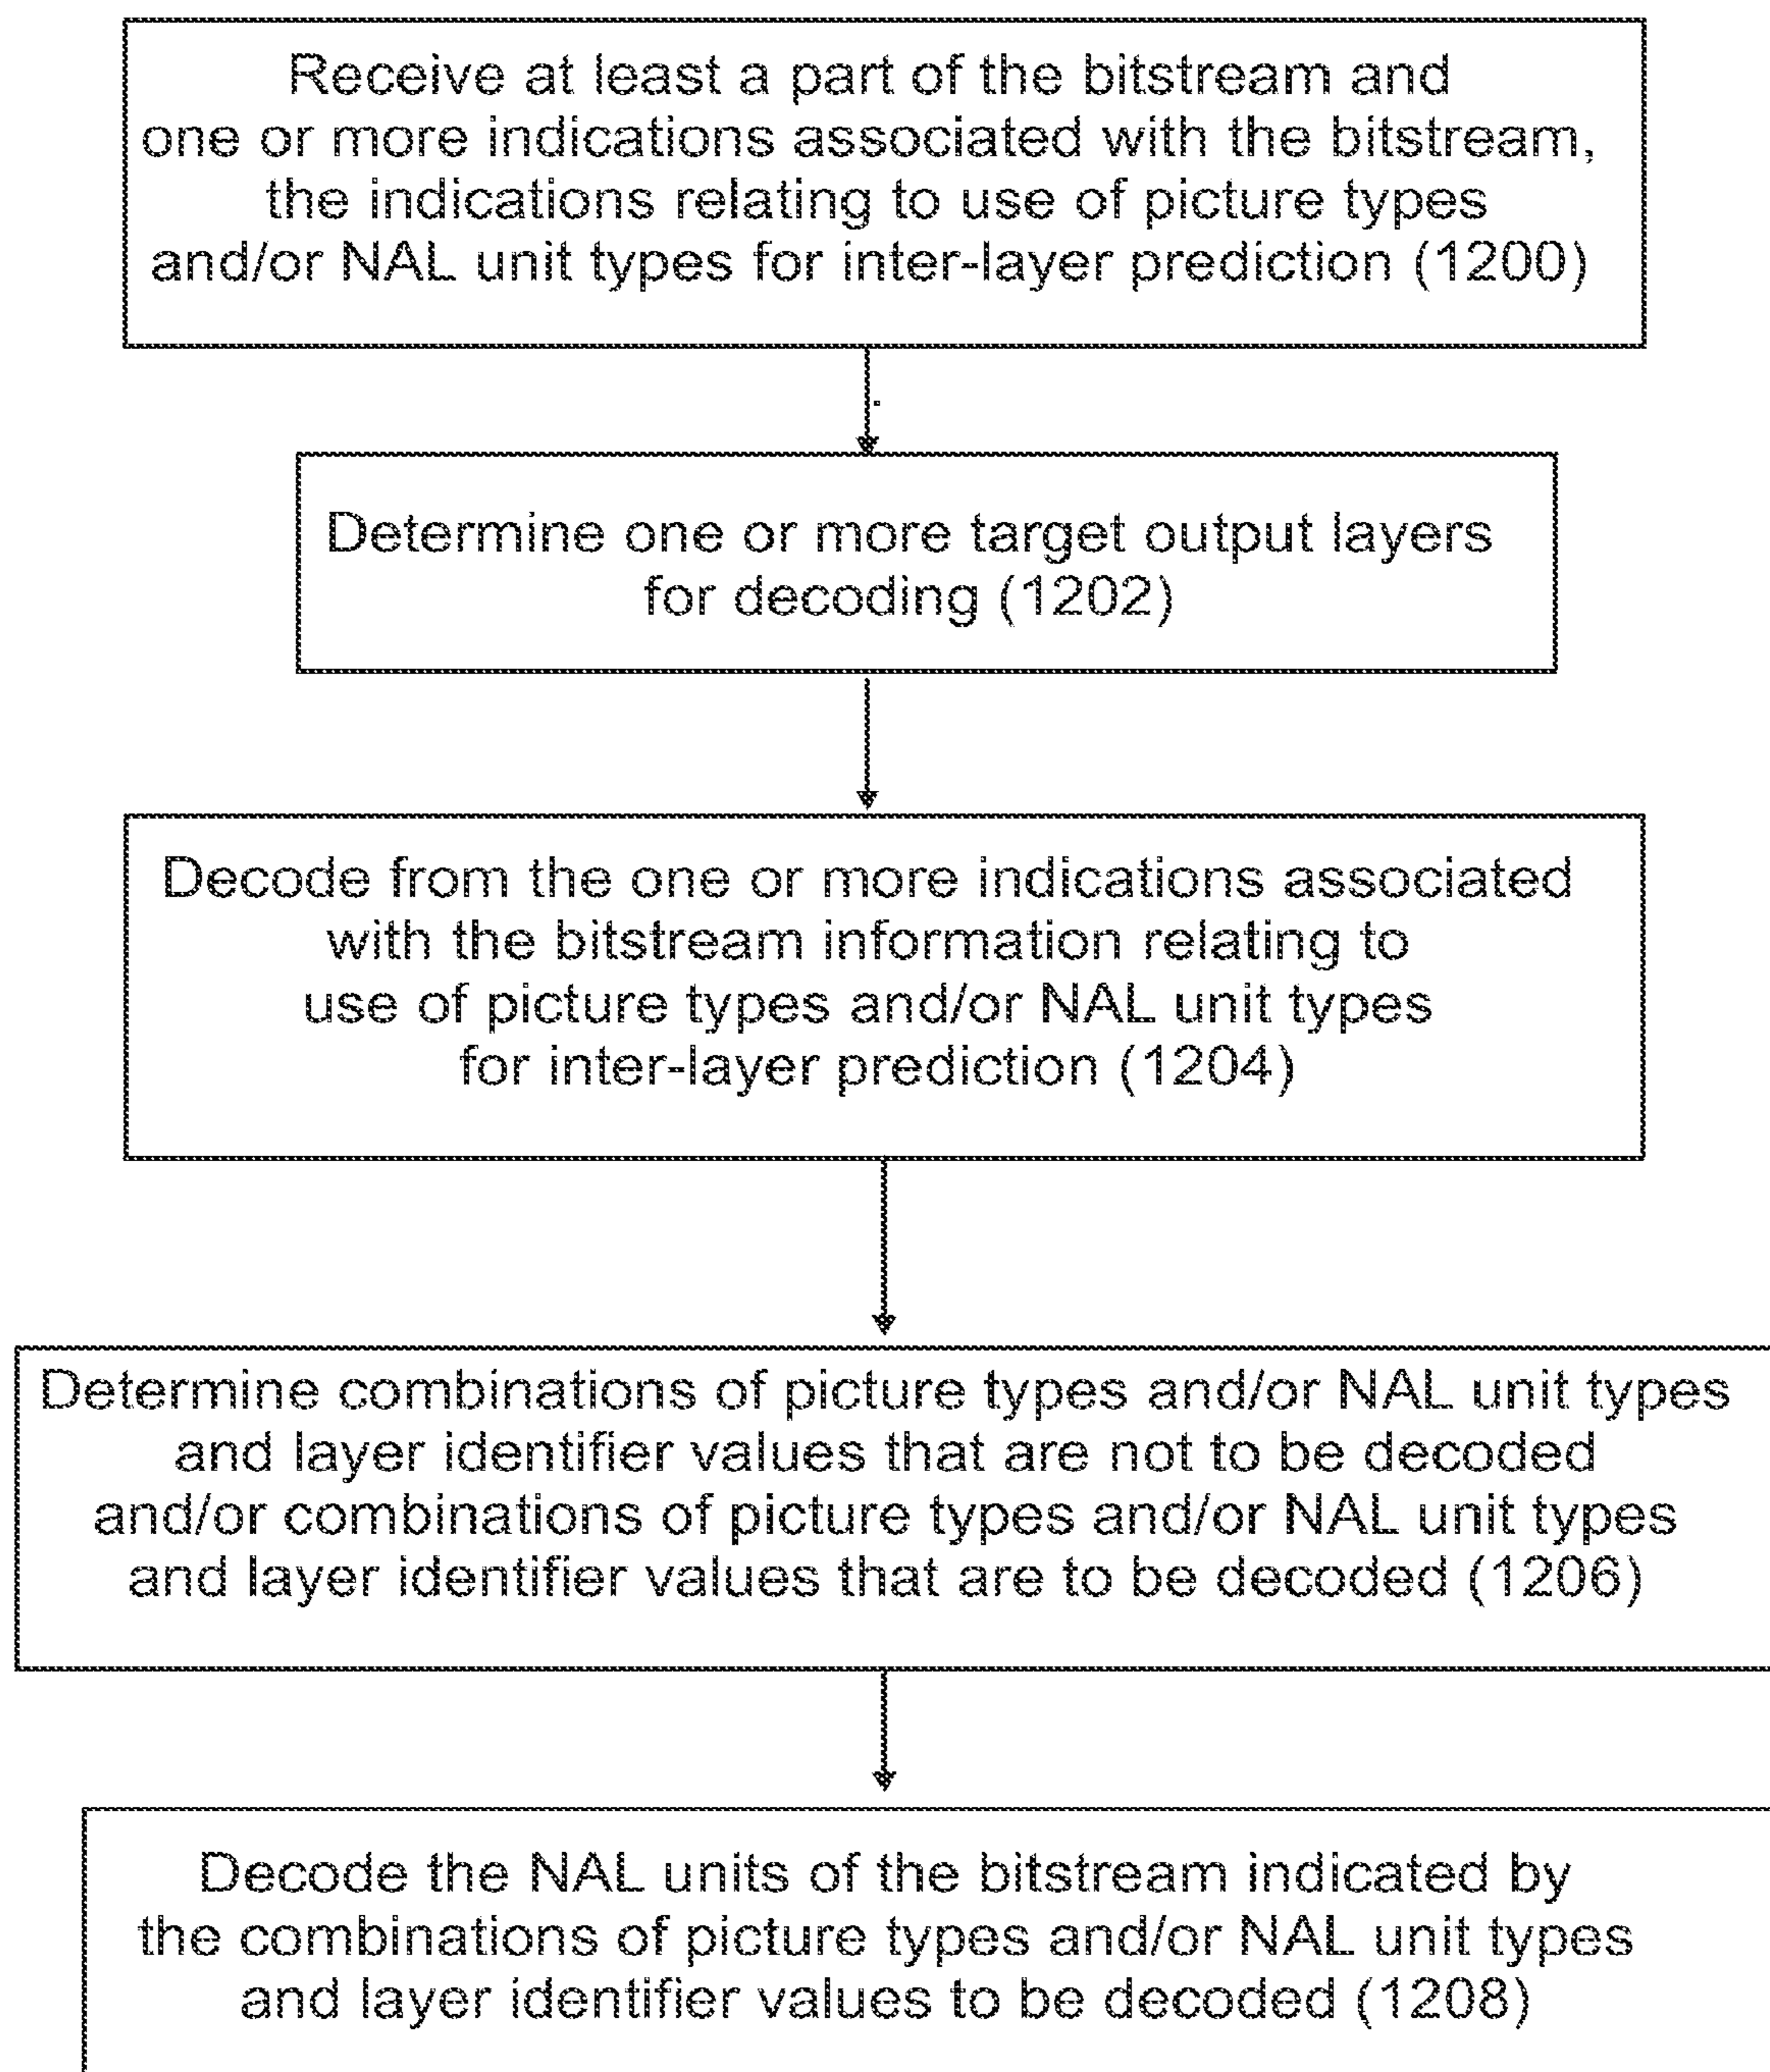 Receive at least a part of the bitstream and
one or more indications associated with the bitstream,
the indications relating to use of picture types
and/or NAL unit types for inter-layer prediction (1200)
Determine one or more target output layers
for decoding (1202)
Decode from the one or more indications associated
with the bitstream information relating to
use of picture types and/or NAL unit types
for inter-layer prediction (1204)
Determine combinations of picture types and/or NAL unit types
and layer identifier values that are not to be decoded
and/or combinations of picture types and/or NAL unit types
and layer identifier values that are to be decoded (1206)
Decode the NAL units of the bitstream indicated by
the combinations of picture types and/or NAL unit types
and layer identifier values to be decoded (1208)